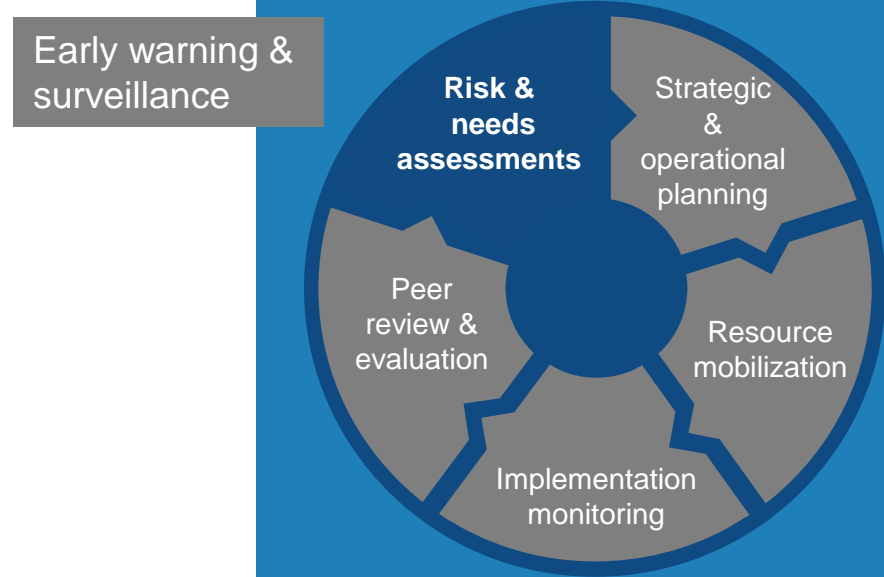 Early warning &
surveillance
Risk &
needs
assessments
Strategic
&
operational
planning
Resource
mobilization
Implementation
monitoring
Peer
review &
evaluation